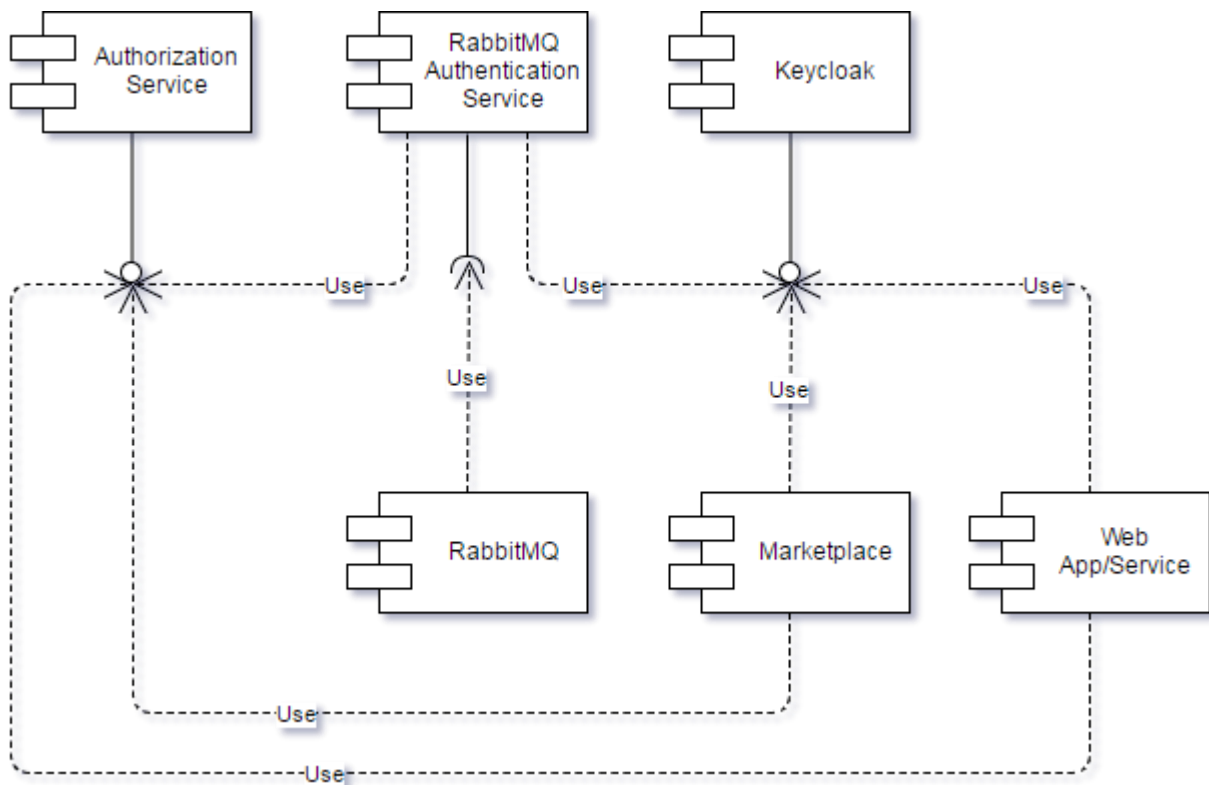 Authorization
Service
RabbitMQ
Authentication
Service
Keycloak
Use
Use
Use
Use
Use
RabbitMQ
Marketplace
Web
App/Service
Use
Use